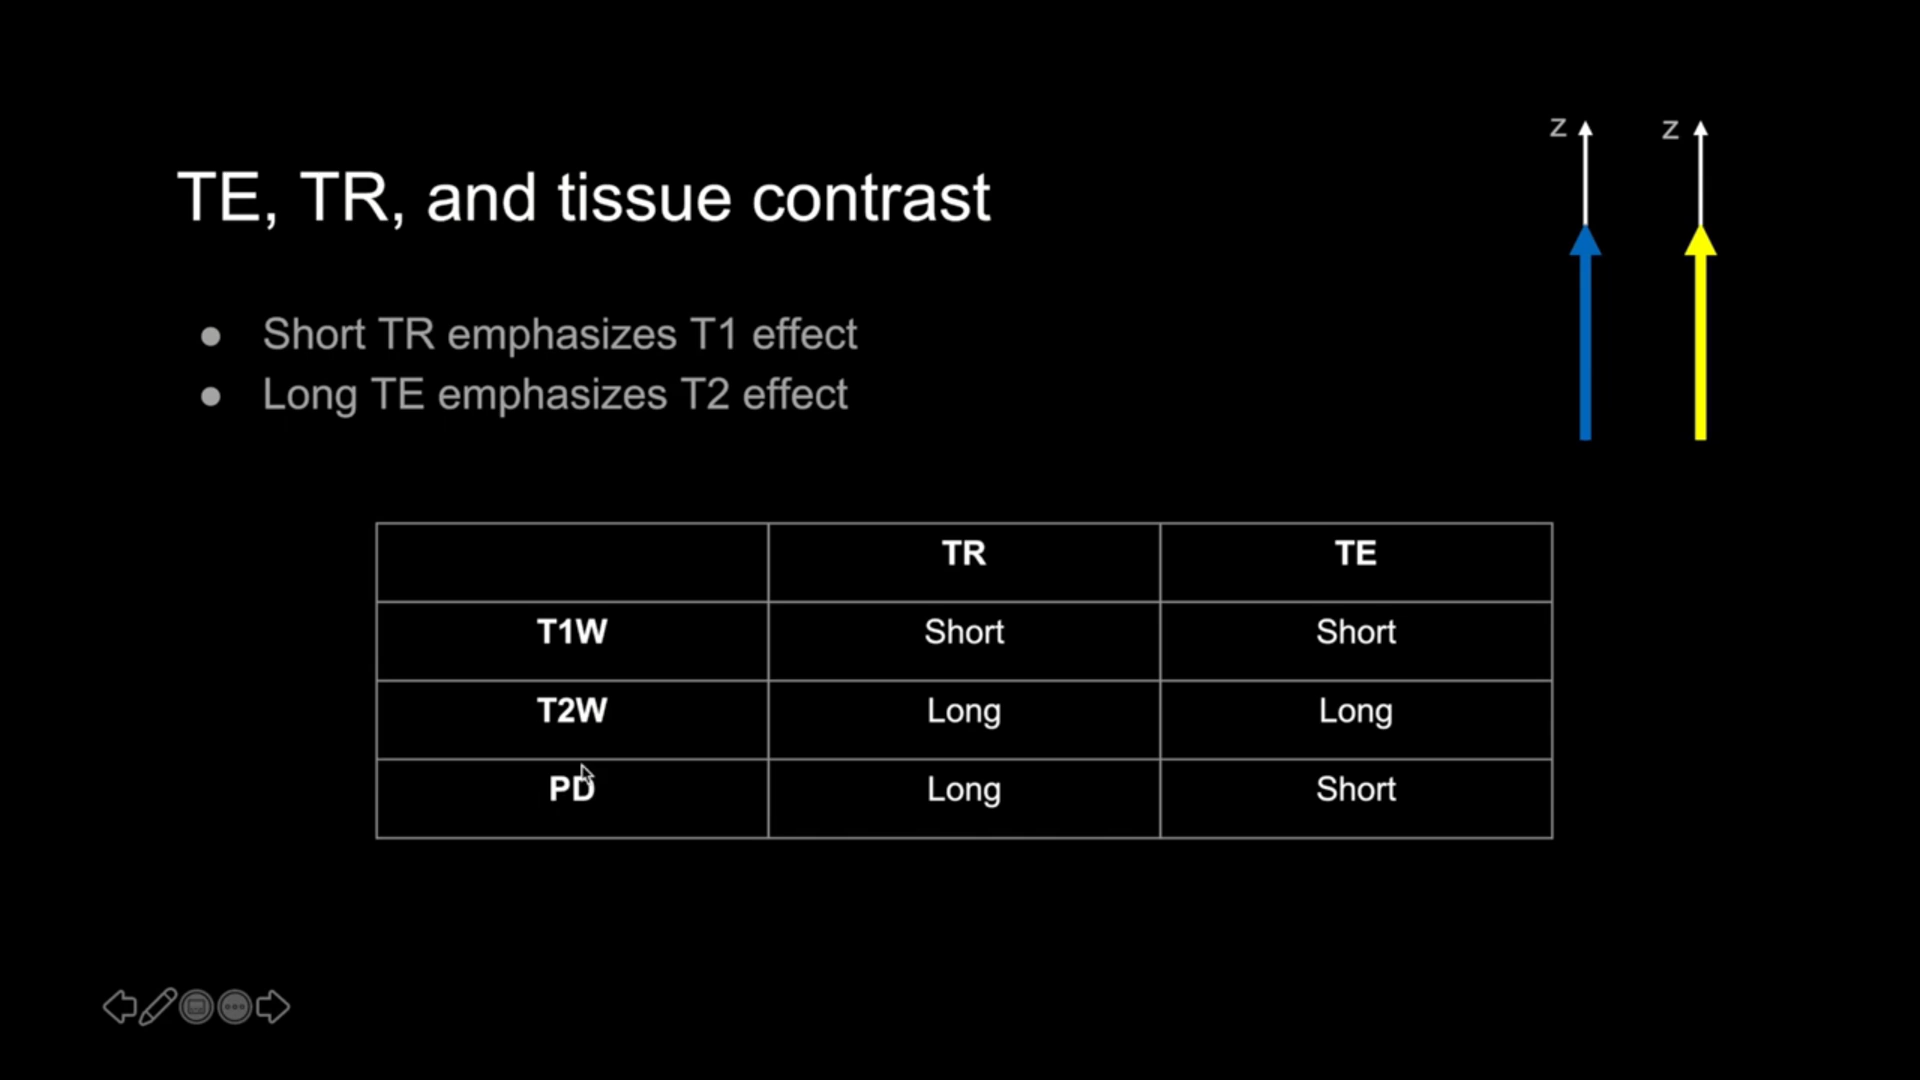 z z
TE, TR, and tissue contrast
● Short TR emphasizes T1 effect
● Long TE emphasizes T2 effect
TR TE
T1W Short Short
T2W Long Long
PD Long Short